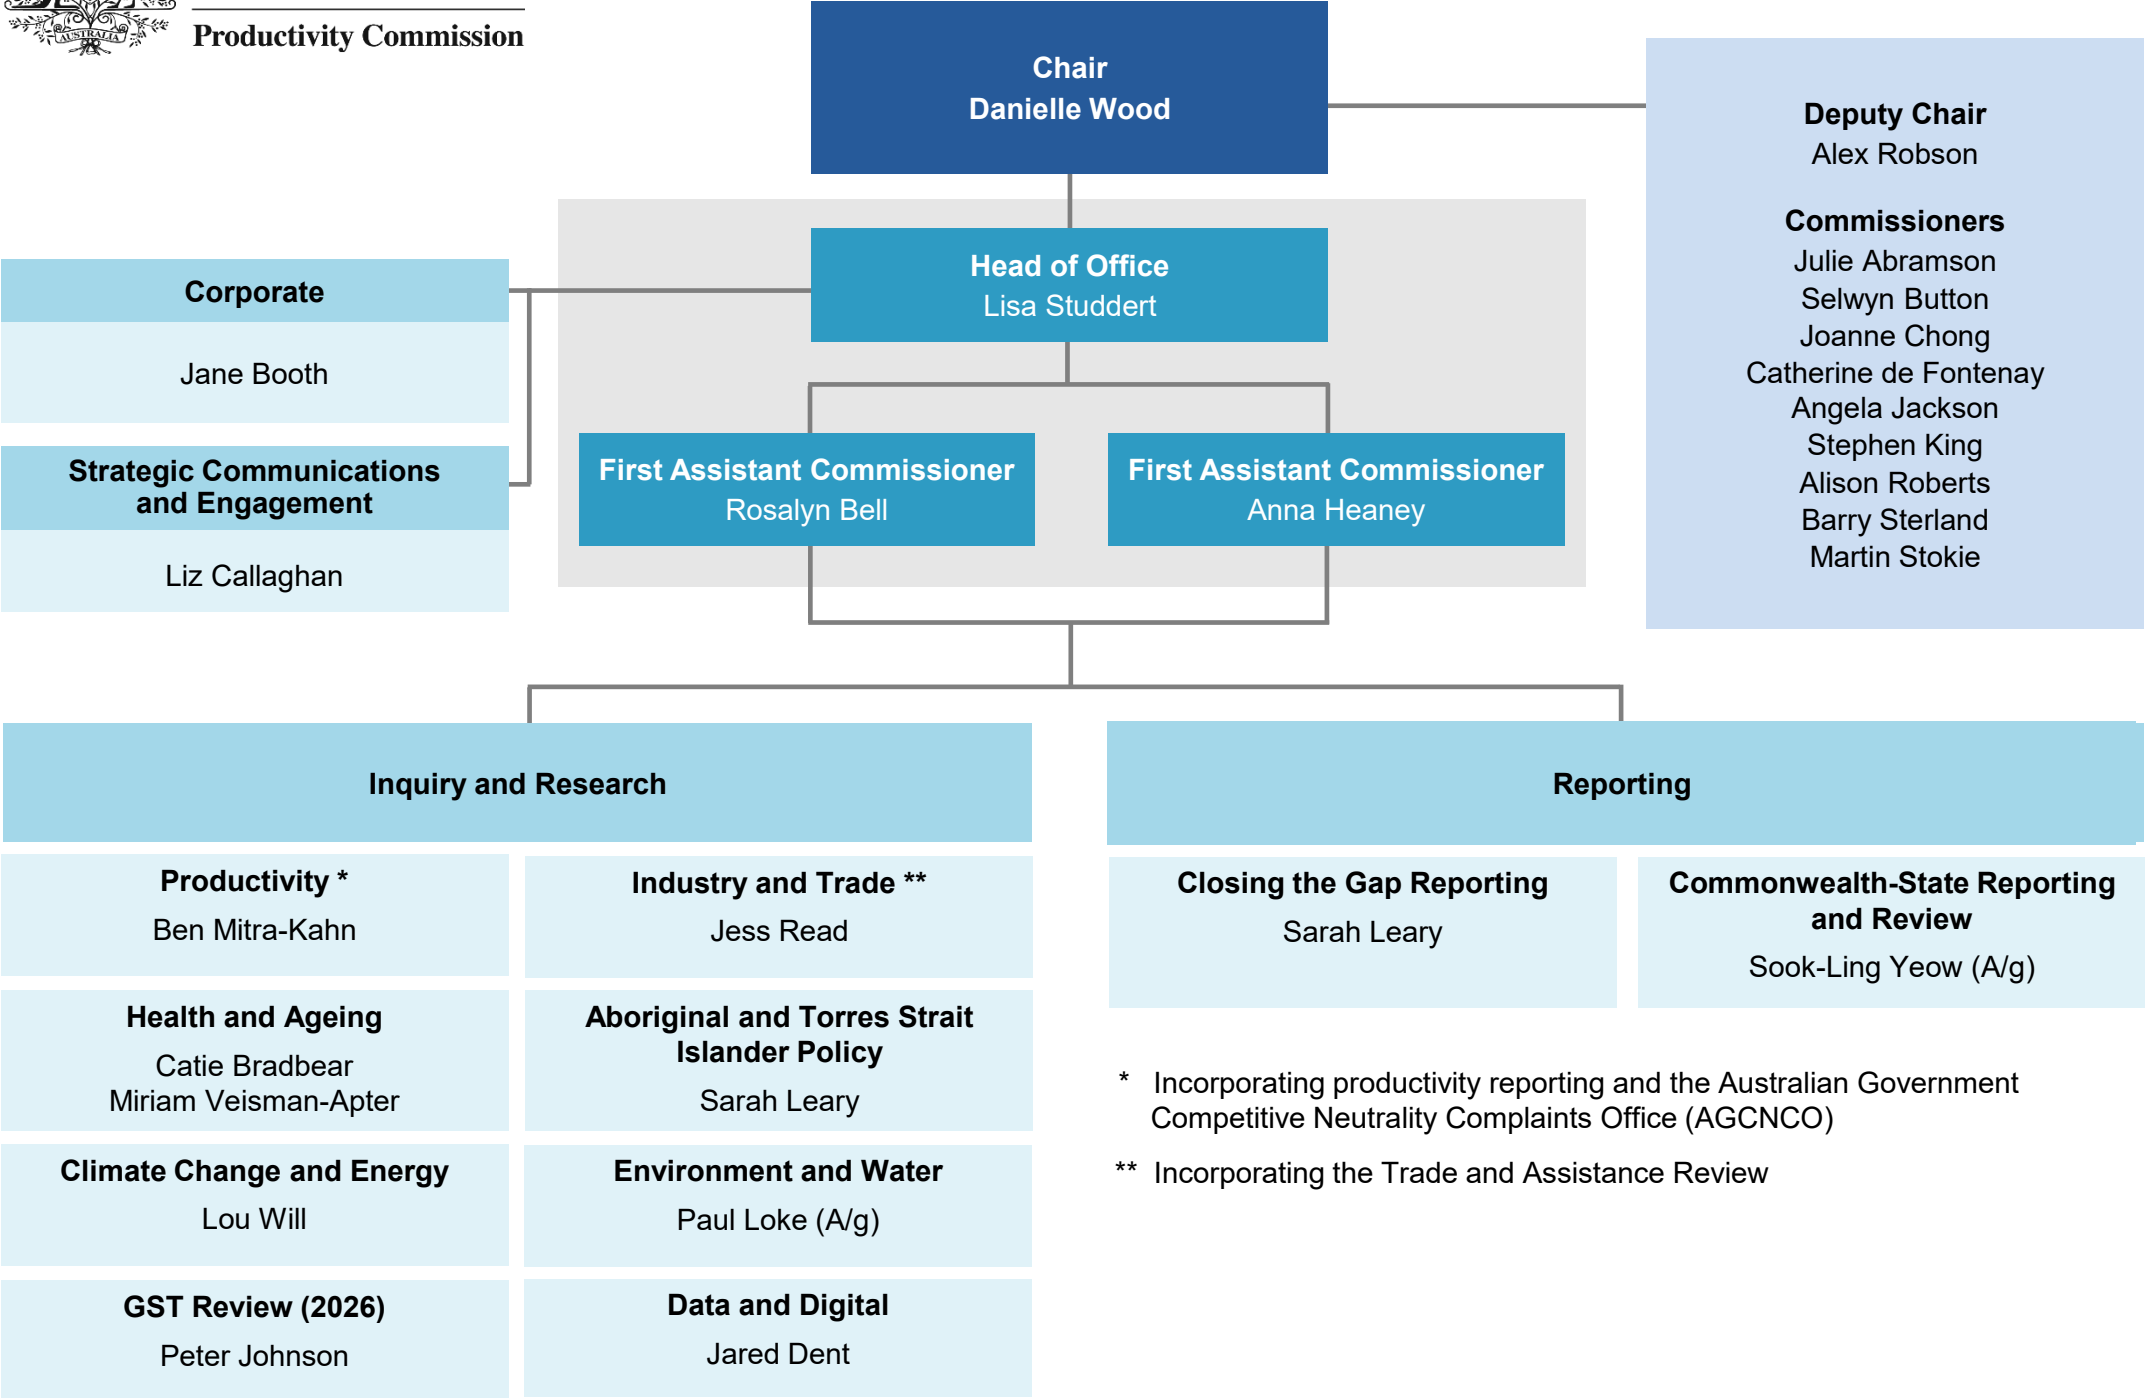 AUSTRALIA
Productivity Commission
Chair
Danielle Wood
Deputy Chair
Alex Robson
Commissioners
Julie Abramson
Selwyn Button
Joanne Chong
Catherine de Fontenay
Angela Jackson
Stephen King
Alison Roberts
Barry Sterland
Martin Stokie
Head of Office
Lisa Studdert
Corporate
Jane Booth
Strategic Communications
and Engagement
Liz Callaghan
First Assistant Commissioner
Rosalyn Bell
First Assistant Commissioner
Anna Heaney
Inquiry and Research
Productivity *
Ben Mitra-Kahn
Industry and Trade **
Jess Read
Health and Ageing
Catie Bradbear
Miriam Veisman-Apter
Aboriginal and Torres Strait
Islander Policy
Sarah Leary
Climate Change and Energy
Lou Will
Environment and Water
Paul Loke (A/g)
GST Review (2026)
Peter Johnson
Data and Digital
Jared Dent
Reporting
Closing the Gap Reporting
Sarah Leary
Commonwealth-State Reporting
and Review
Sook-Ling Yeow (A/g)
* Incorporating productivity reporting and the Australian Government
Competitive Neutrality Complaints Office (AGCNCO)
** Incorporating the Trade and Assistance Review